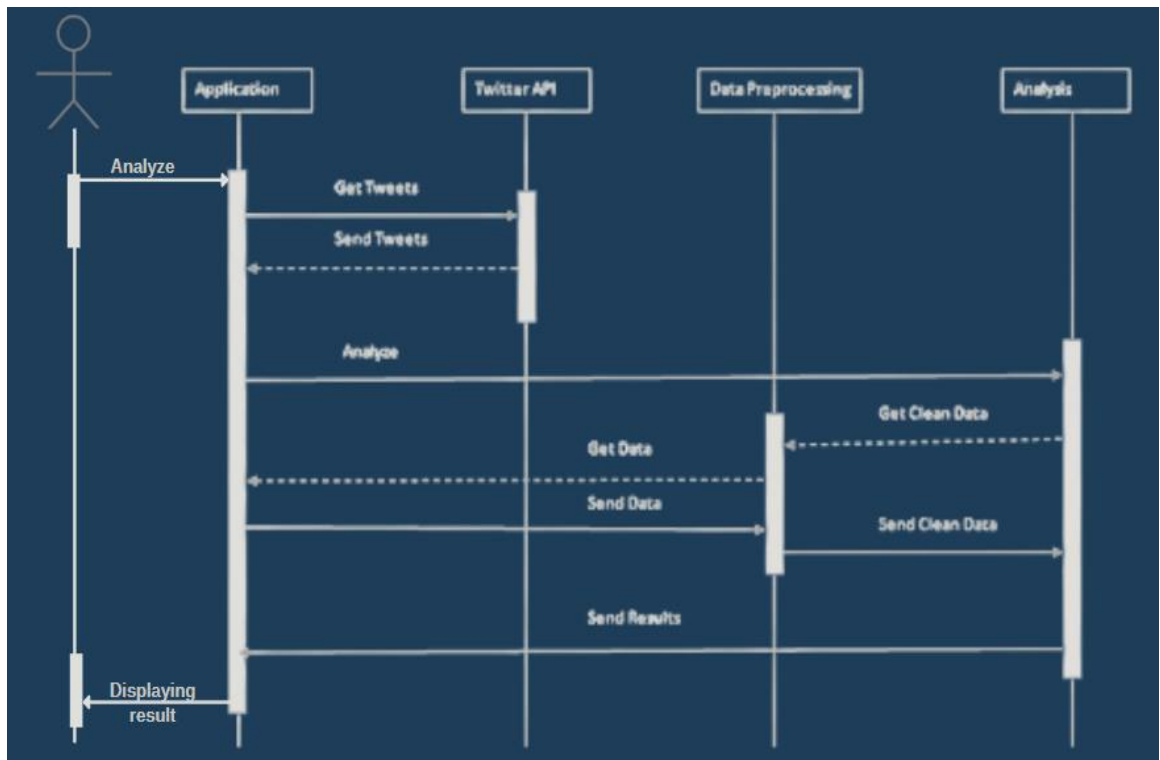 Application
Twitter API
Data Preprocessing
Analysis
Analyze
Get Tweets
Send Tweets
Analyze
Get Clean Data
Get Data
Send Data
Send Clean Data
Send Results
Displaying
result